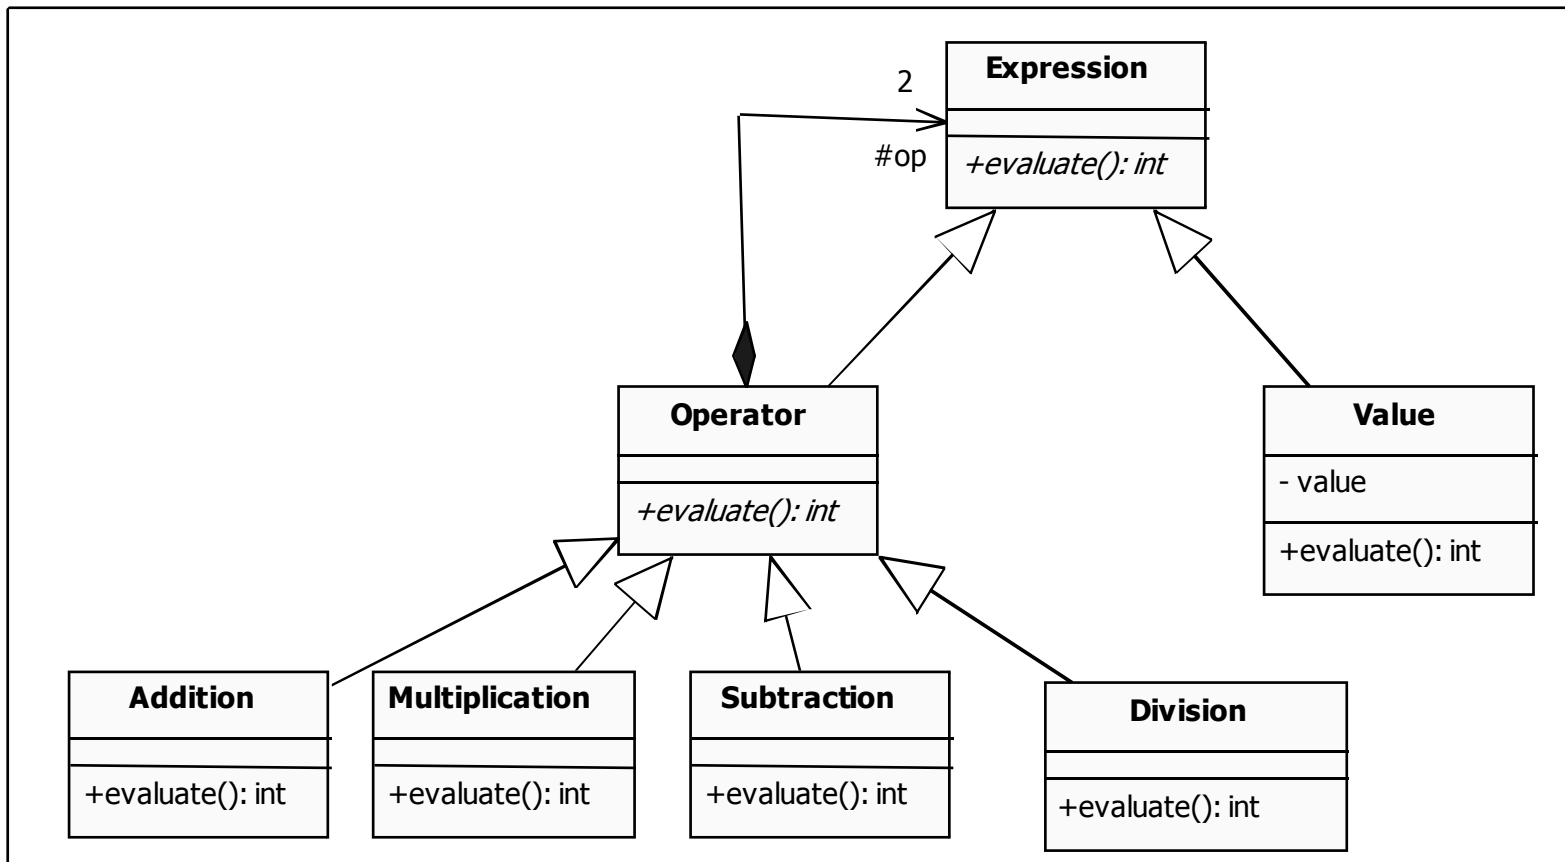 Expression
2
#op
+evaluate(): int
Operator
+evaluate(): int
Value
- value
+evaluate(): int
Addition
+evaluate(): int
Multiplication
+evaluate(): int
Subtraction
+evaluate(): int
Division
+evaluate(): int